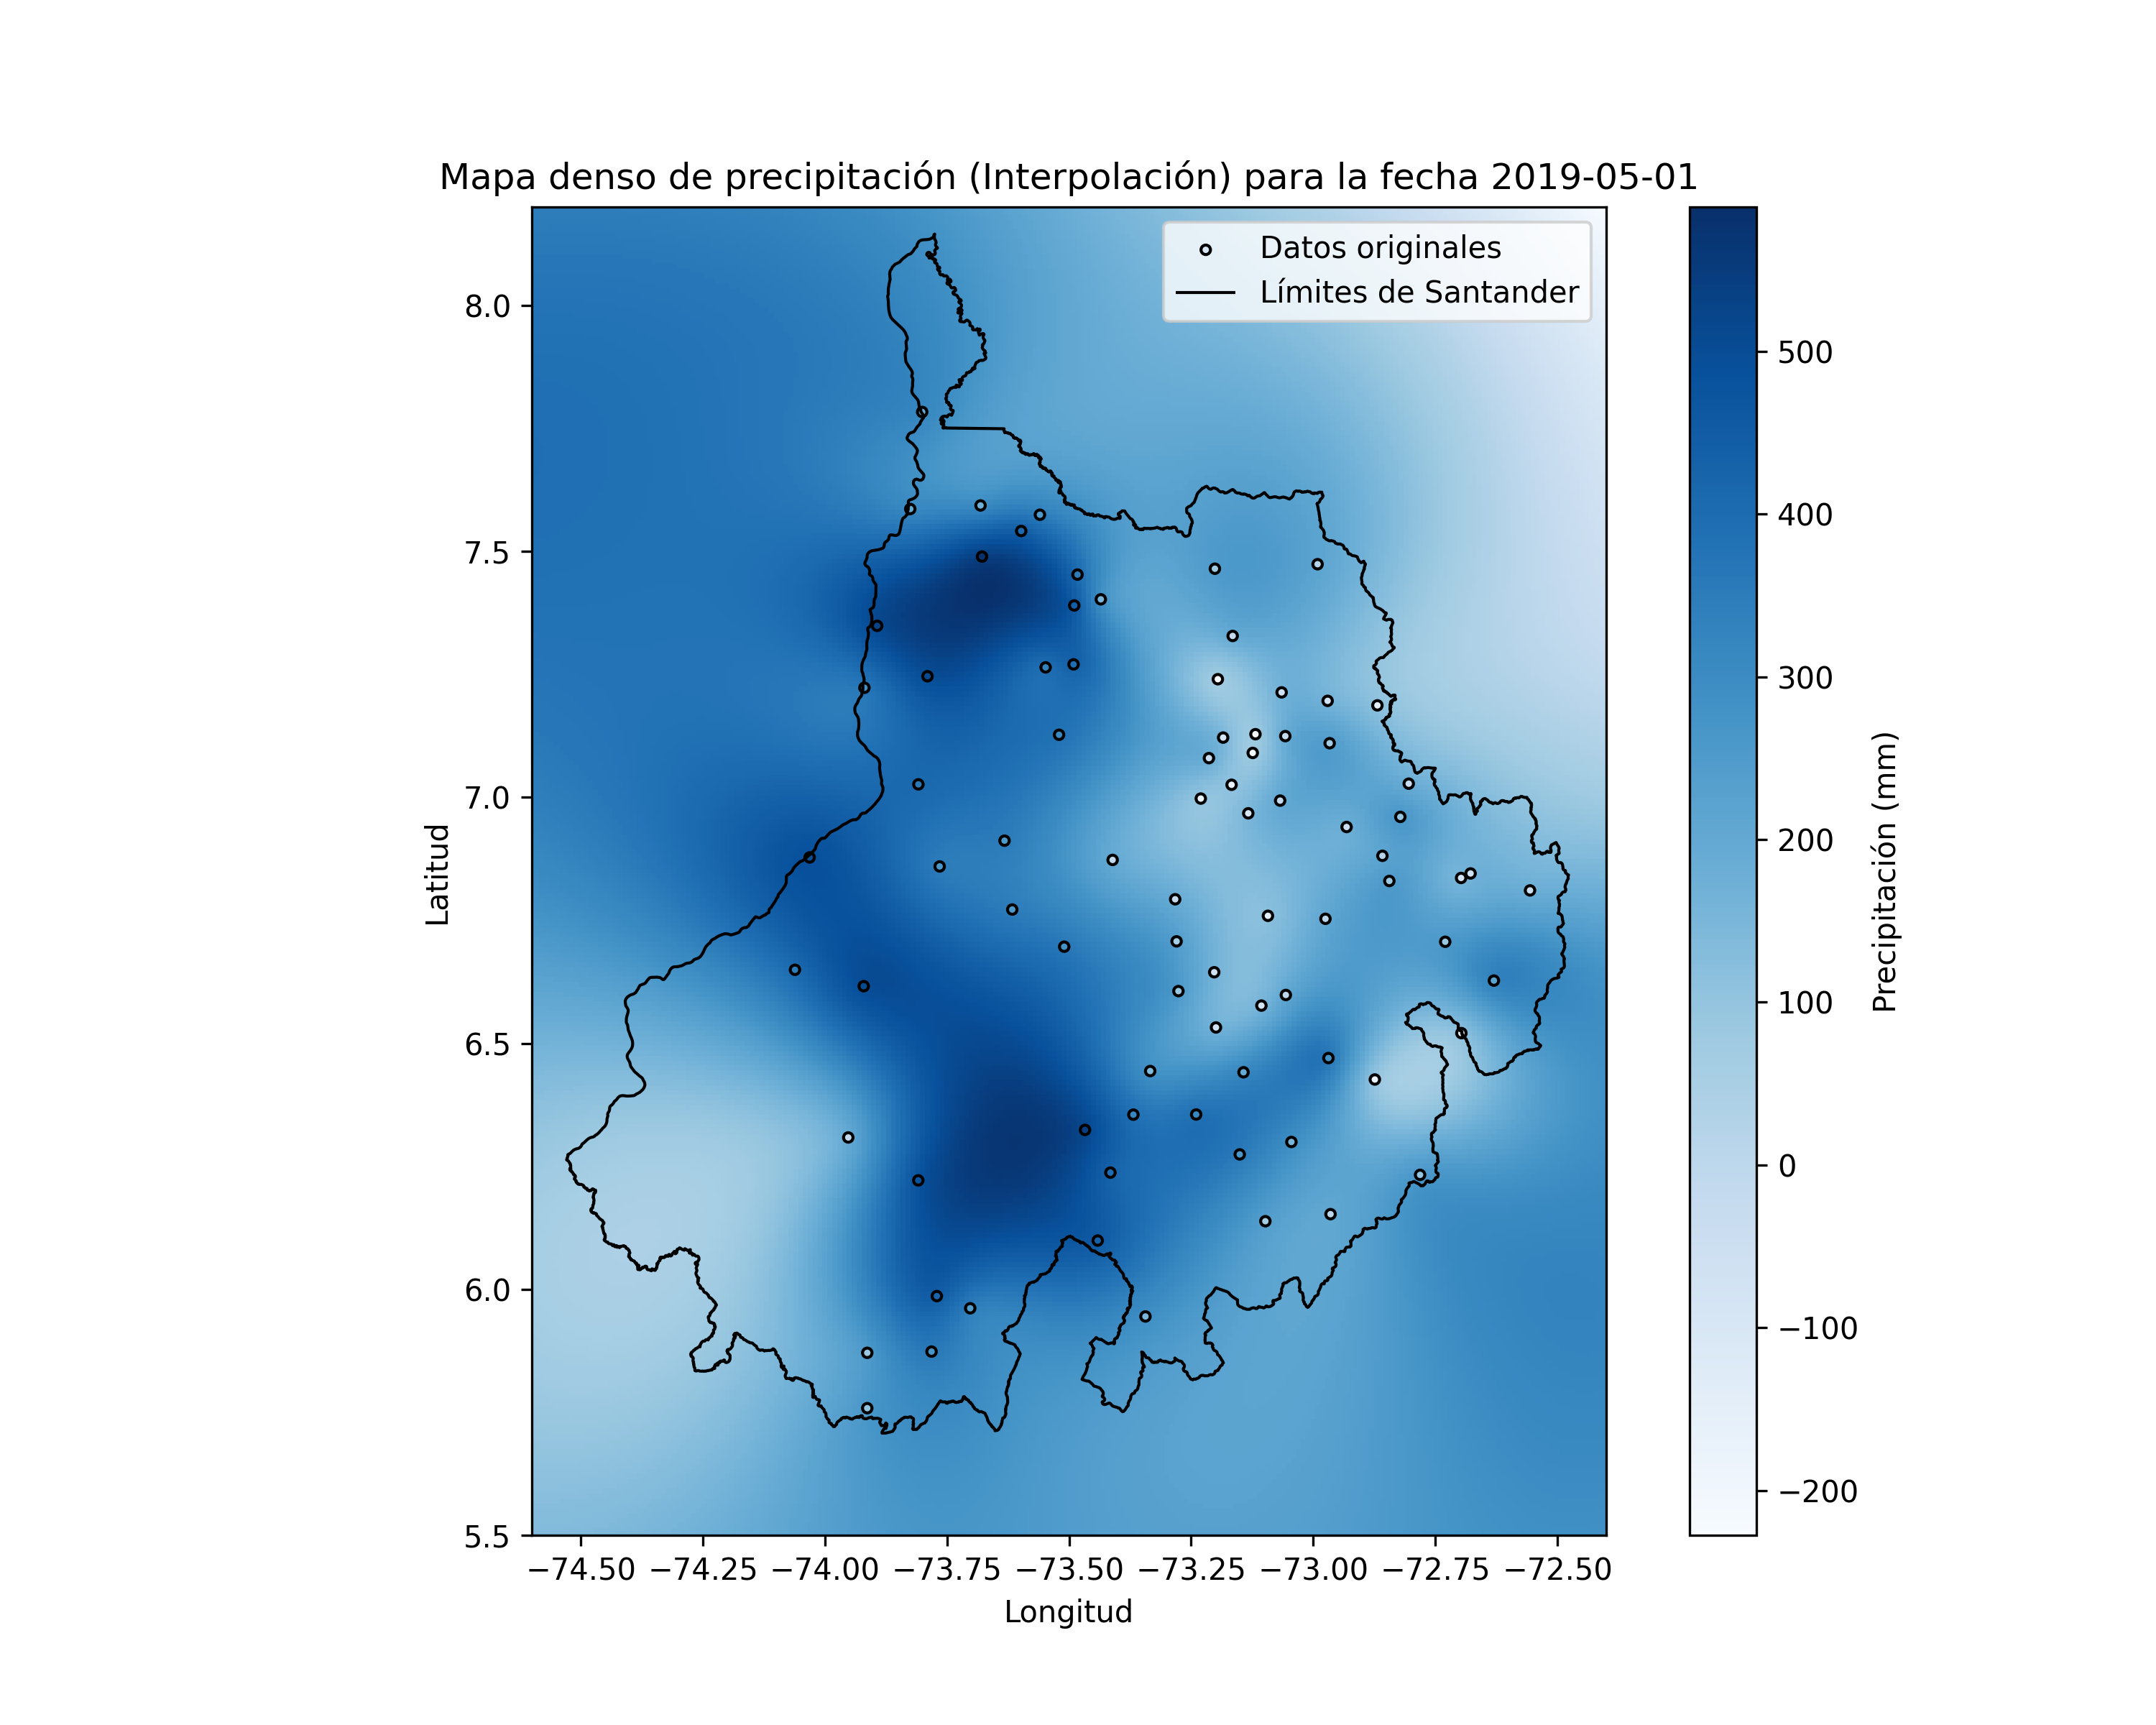 Mapa denso de precipitación (Interpolación) para la fecha 2019-05-01
Datos originales
Límites de Santander
8.0
7.5
7.0
6.5
6.0
5.5
Latitud
−74.50 −74.25 −74.00 −73.75 −73.50 −73.25 −73.00 −72.75 −72.50
Longitud
500
400
300
200
100
0
−100
−200
Precipitación (mm)